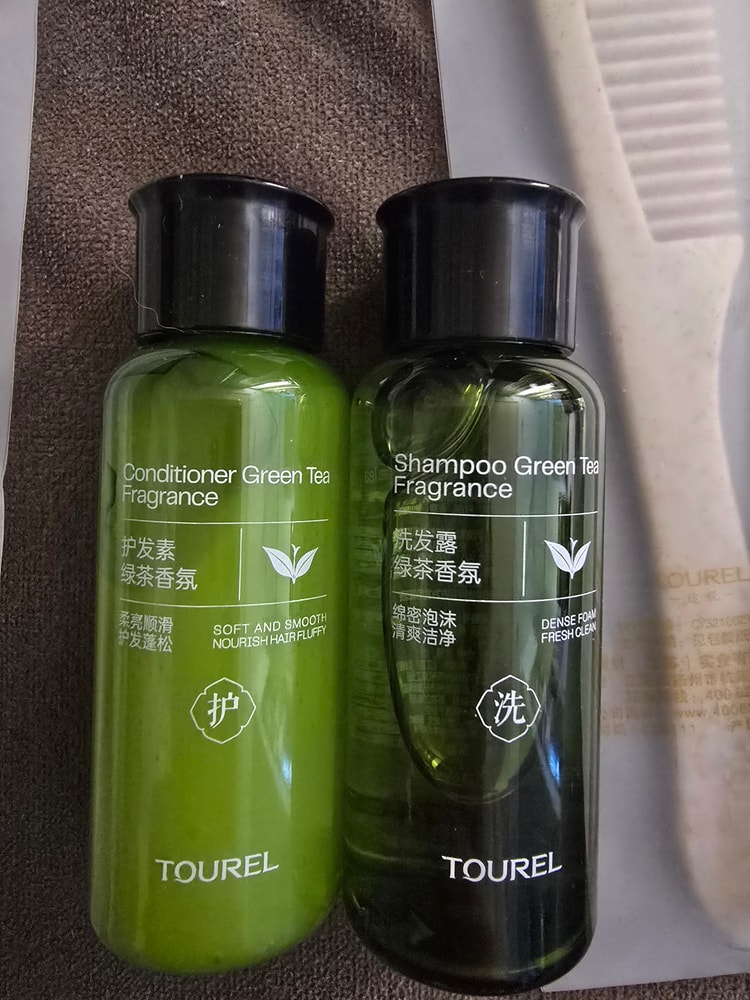 Conditioner Green Tea
Fragrance
护发素
绿茶香氛
柔亮顺滑
护发蓬松
SOFT AND SMOOTH
NOURISH HAIR FLUFFY
护
TOUREL
Shampoo Green Tea
Fragrance
洗发露
绿茶香氛
绵密泡沫
清爽洁净
DENSE FOAM
FRESH CLEAN
洗
TOUREL
TOUREL